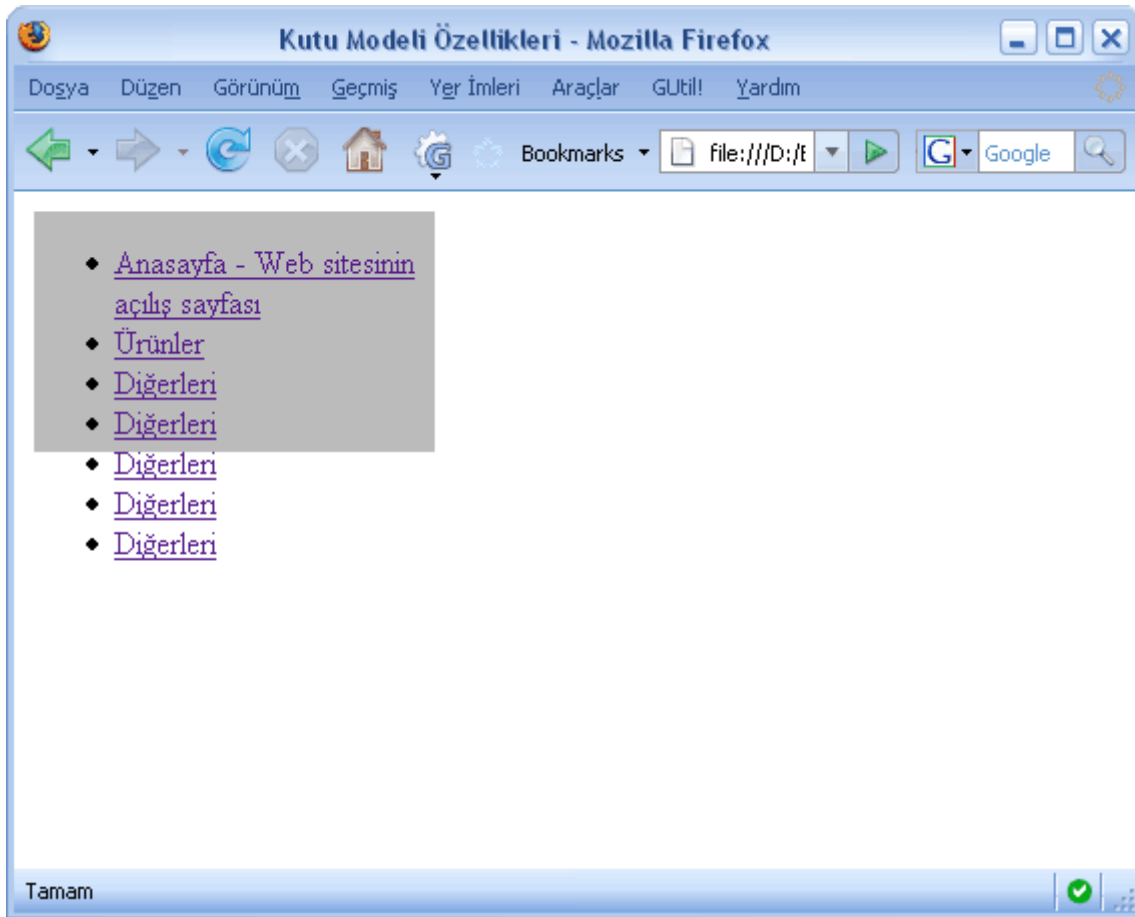 Kutu Modeli Özellikleri - Mozilla Firefox
Dosya Düzen Görünüm Geçmiş Yer İmleri Araçlar GUtil! Yardım
G Bookmarks file:///D:/E G Google
Anasayfa - Web sitesinin
açılış sayfası
Ürünler
Diğerleri
Diğerleri
Diğerleri
Diğerleri
Diğerleri
Tamam